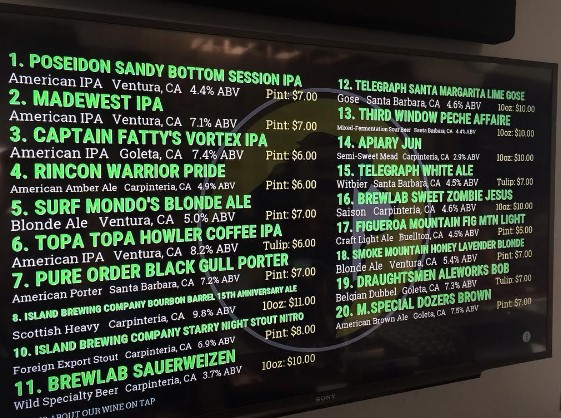 1. POSEIDON SANDY BOTTOM SESSION IPA
American IPA Ventura, CA 4.4% ABV Pint: $7.00
2. MADEWEST IPA
American IPA Ventura, CA 7.1% ABV Pint: $7.00
3. CAPTAIN FATTY'S VORTEX IPA
American IPA Goleta, CA 7.4% ABV Pint: $6.00
4. RINCON WARRIOR PRIDE
American Amber Ale Carpinteria, CA 4.9% ABV Pint: $6.00
5. SURF MONDO'S BLONDE ALE
Blonde Ale Ventura, CA 5.0% ABV Pint: $7.00
6. TOPA TOPA HOWLER COFFEE IPA
American IPA Ventura, CA 8.2% ABV Tulip: $6.00
7. PURE ORDER BLACK GULL PORTER
American Porter Santa Barbara, CA 7.2% ABV Pint: $7.00
8. ISLAND BREWING COMPANY BOURBON BARREL 15TH ANNIVERSARY ALE
Scottish Heavy Carpinteria, CA 9.8% ABV 10oz: $11.00
10. ISLAND BREWING COMPANY STARRY NIGHT STOUT NITRO
Foreign Export Stout Carpinteria, CA 6.9% ABV Pint: $8.00
11. BREWLAB SAUERWEIZEN
Wild Specialty Beer Carpinteria, CA 3.7% ABV 10oz: $10.00
ABOUT OUR WINE ON TAP
12. TELEGRAPH SANTA MARGARITA LIME GOSE
Gose Santa Barbara, CA 4.6% ABV 10oz: $10.00
13. THIRD WINDOW PECHE AFFAIRE
Mixed-Fermentation Sour Beer Santa Barbara, CA 4.4% ABV 10oz: $10.00
14. APIARY JUN
Semi-Sweet Mead Carpinteria, CA 2.9% ABV 10oz: $10.00
15. TELEGRAPH WHITE ALE
Witbier Santa Barbara, CA 4.5% ABV Tulip: $7.00
16. BREWLAB SWEET ZOMBIE JESUS
Saison Carpinteria, CA 4.6% ABV 10oz: $10.00
17. FIGUEROA MOUNTAIN FIG MTN LIGHT
Craft Light Ale Buellton, CA 4.5% ABV Pint: $5.00
18. SMOKE MOUNTAIN HONEY LAVENDER BLONDE
Blonde Ale Ventura, CA 5.4% ABV Pint: $7.00
19. DRAUGHTSMEN ALEWORKS BOB
Belgian Dubbel Goleta, CA 7.3% ABV Tulip: $7.00
20. M.SPECIAL DOZERS BROWN
American Brown Ale Goleta, CA 7.5% ABV Pint: $7.00
SONY